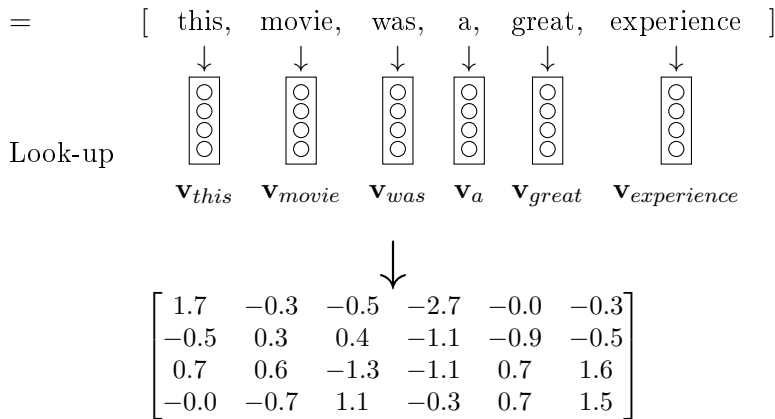 = [ this, movie, was, a, great, experience ]
↓ ↓ ↓ ↓ ↓ ↓
Look-up
v_this v_movie v_was v_a v_great v_experience
↓
1.7 −0.3 −0.5 −2.7 −0.0 −0.3
−0.5 0.3 0.4 −1.1 −0.9 −0.5
0.7 0.6 −1.3 −1.1 0.7 1.6
−0.0 −0.7 1.1 −0.3 0.7 1.5